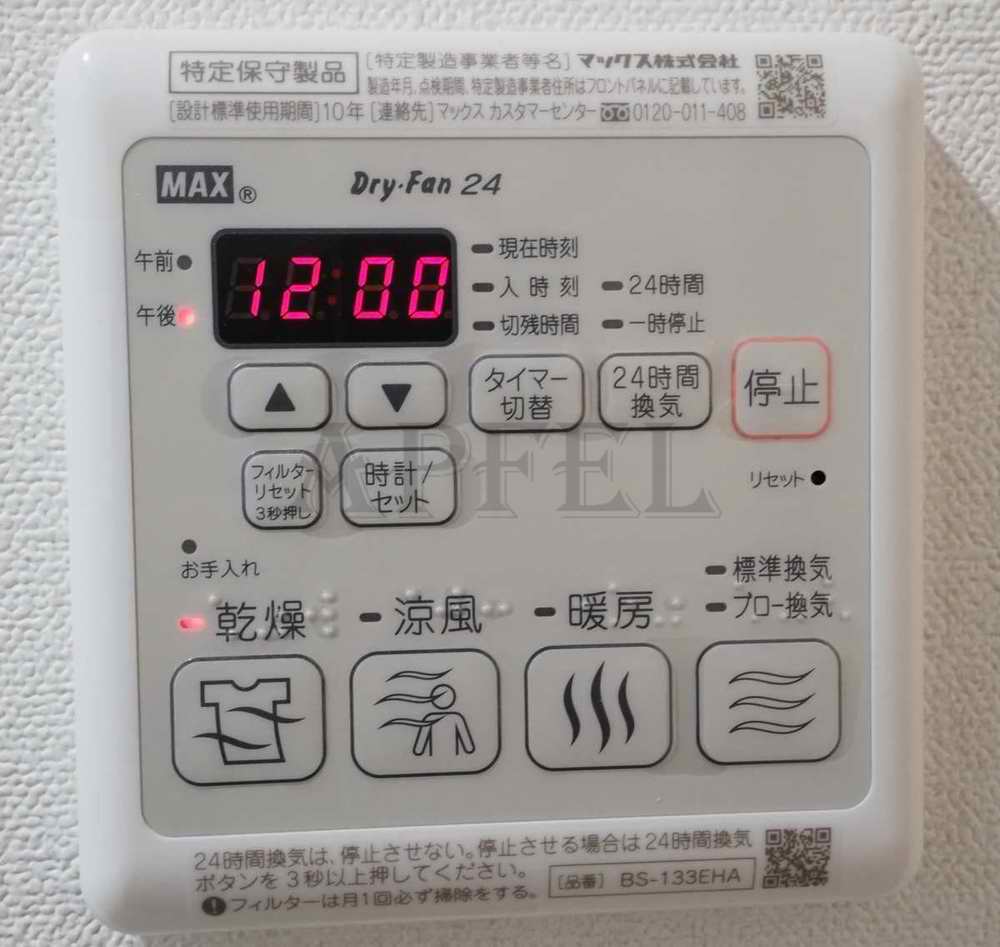 特定保守製品
[特定製造事業者等名] マックス株式会社
製造年月、点検期間、特定製造事業者住所はフロントパネルに記載しています。
[設計標準使用期間]10年 [連絡先]マックス カスタマーセンター 0120-011-408
MAX®
Dry・Fan 24
午前
午後
12:00
現在時刻
入時刻
24時間
切残時間
一時停止
▲
▼
タイマー
切替
24時間
換気
停止
フィルター
リセット
3秒押し
時計/
セット
リセット
APFEL
お手入れ
標準換気
乾燥
涼風
暖房
ブロー換気
24時間換気は、停止させない。停止させる場合は24時間換気
ボタンを3秒以上押してください。
[品番] BS-133EHA
フィルターは月1回必ず掃除をする。